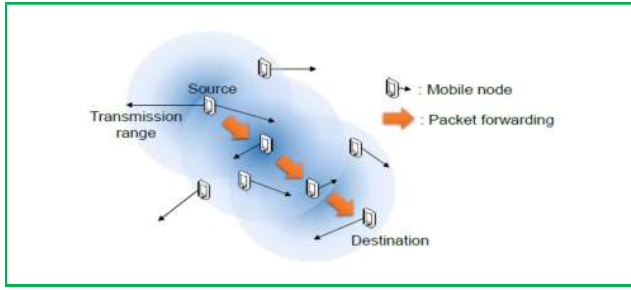 Source
Transmission
range
: Mobile node
: Packet forwarding
Destination